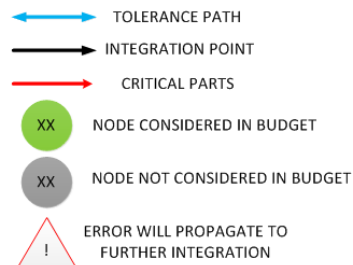 TOLERANCE PATH
INTEGRATION POINT
CRITICAL PARTS
XX NODE CONSIDERED IN BUDGET
XX NODE NOT CONSIDERED IN BUDGET
ERROR WILL PROPAGATE TO
! FURTHER INTEGRATION